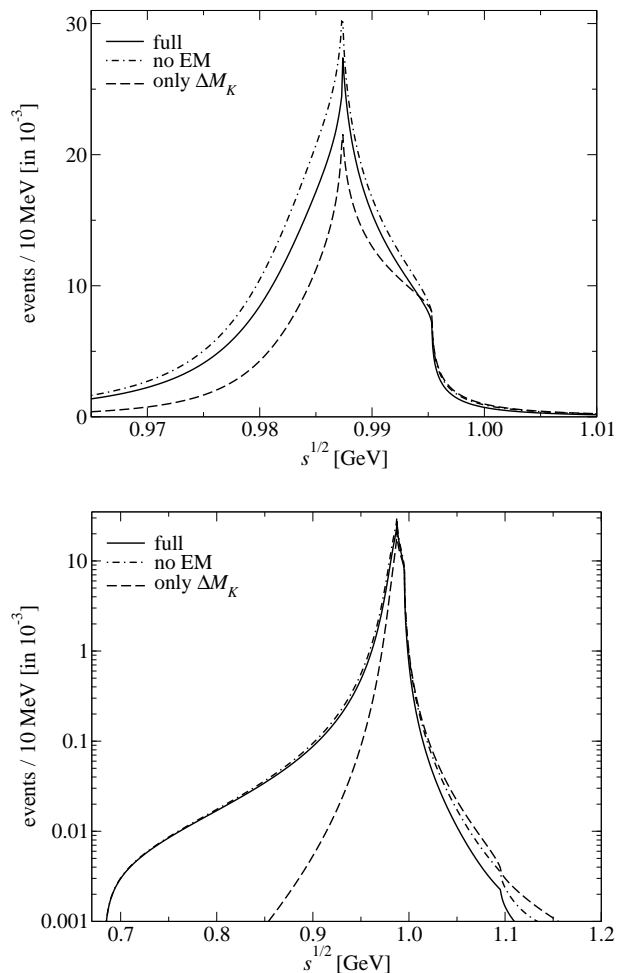 30
20
10
0
events / 10 MeV [in 10⁻³]
full
no EM
only ΔM_K
0.97 0.98 0.99 1.00 1.01
s^{1/2} [GeV]
10
1
0.1
0.01
0.001
events / 10 MeV [in 10⁻³]
full
no EM
only ΔM_K
0.7 0.8 0.9 1.0 1.1 1.2
s^{1/2} [GeV]